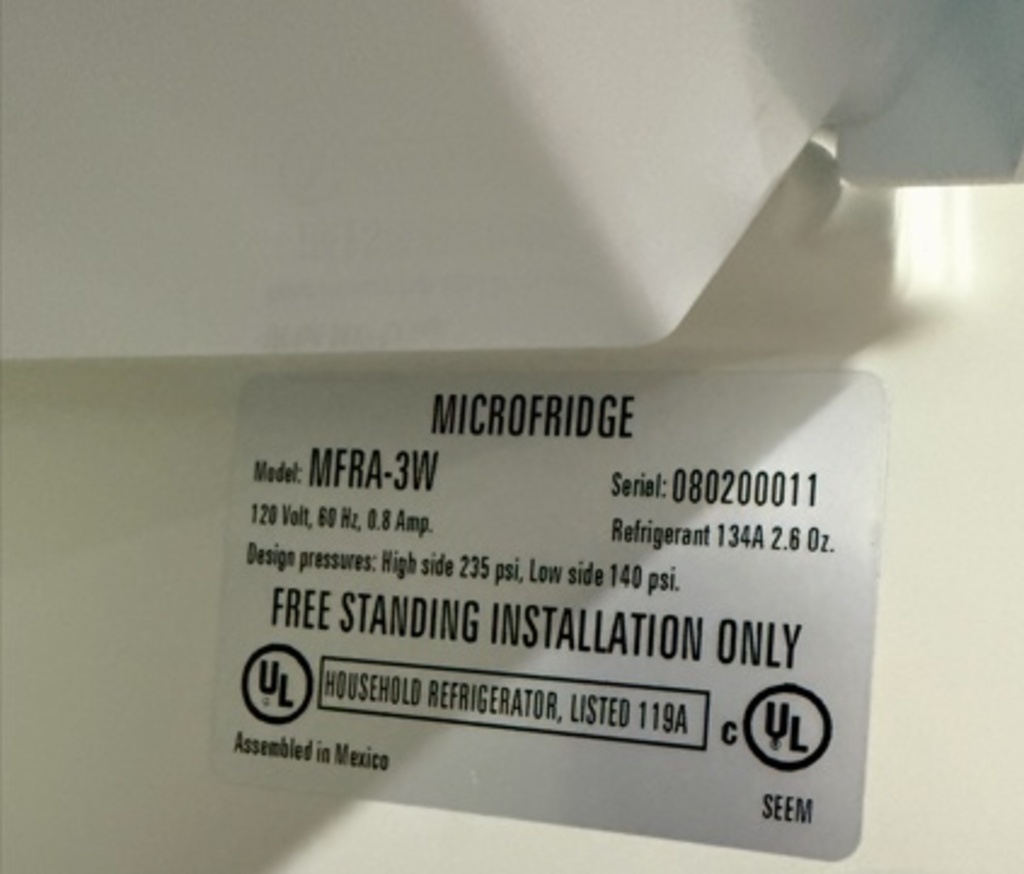 MICROFRIDGE
Model: MFRA-3W
Serial: 080200011
120 Volt, 60 Hz, 0.8 Amp.
Refrigerant 134A 2.6 Oz.
Design pressures: High side 235 psi, Low side 140 psi.
FREE STANDING INSTALLATION ONLY
UL HOUSEHOLD REFRIGERATOR, LISTED 119A c UL
Assembled in Mexico
SEEM